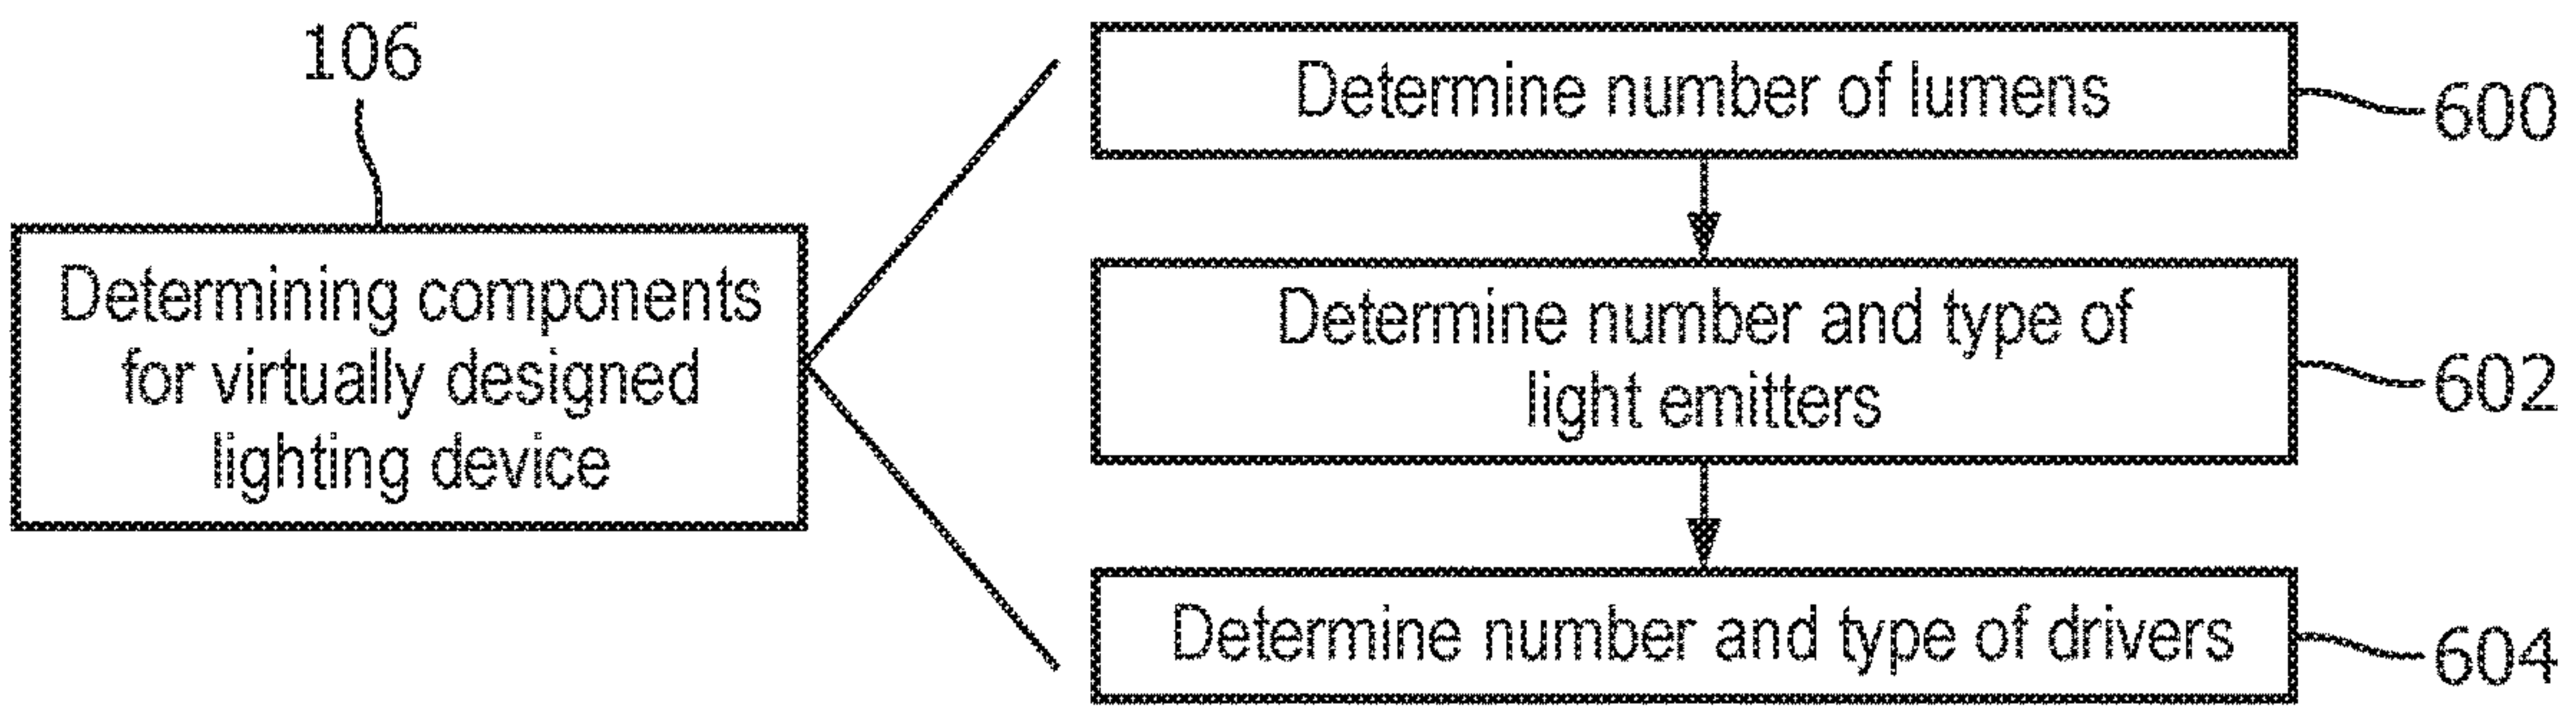 106
Determining components
for virtually designed
lighting device
Determine number of lumens
600
Determine number and type of
light emitters
602
Determine number and type of drivers
604